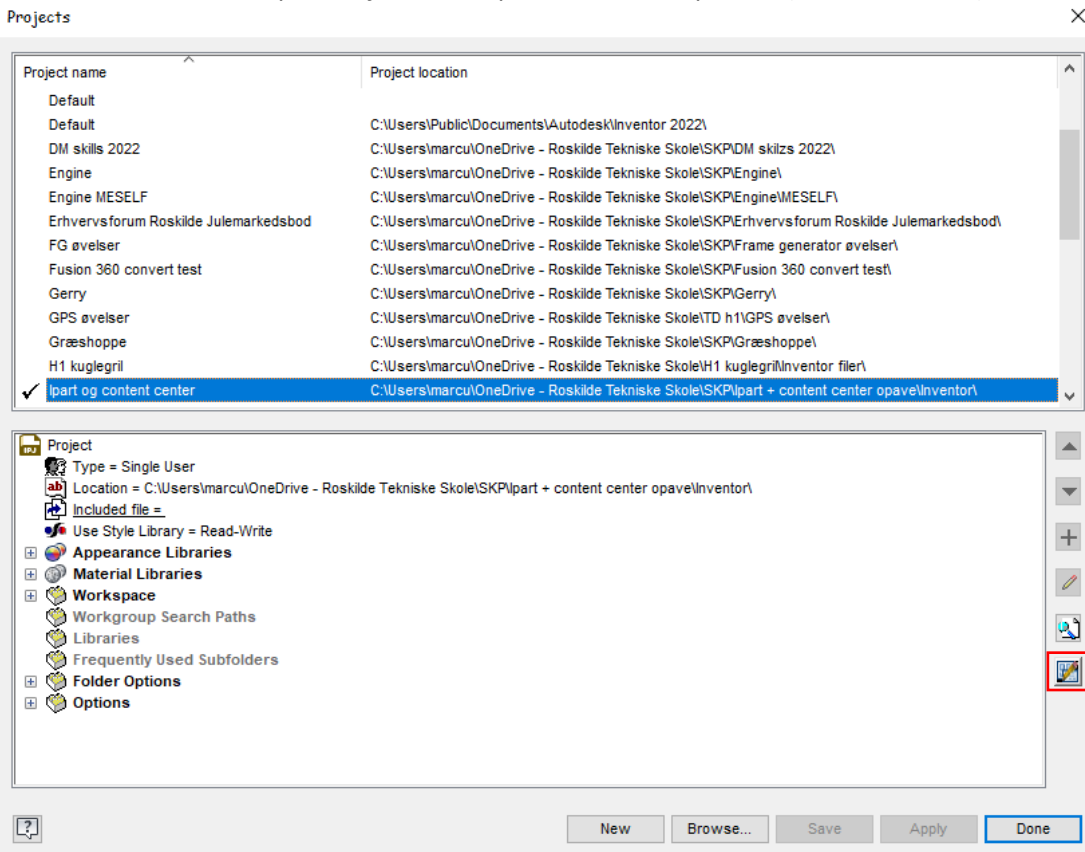 Projects
Project name Project location
Default
Default C:\Users\Public\Documents\Autodesk\Inventor 2022\
DM skills 2022 C:\Users\marcu\OneDrive - Roskilde Tekniske Skole\SKP\DM skilzs 2022\
Engine C:\Users\marcu\OneDrive - Roskilde Tekniske Skole\SKP\Engine\
Engine MESELF C:\Users\marcu\OneDrive - Roskilde Tekniske Skole\SKP\Engine\MESELF\
Erhvervsforum Roskilde Julemarkedsbod C:\Users\marcu\OneDrive - Roskilde Tekniske Skole\SKP\Erhvervsforum Roskilde Julemarkedsbod\
FG øvelser C:\Users\marcu\OneDrive - Roskilde Tekniske Skole\SKP\Frame generator øvelser\
Fusion 360 convert test C:\Users\marcu\OneDrive - Roskilde Tekniske Skole\SKP\Fusion 360 convert test\
Gerry C:\Users\marcu\OneDrive - Roskilde Tekniske Skole\SKP\Gerry\
GPS øvelser C:\Users\marcu\OneDrive - Roskilde Tekniske Skole\TD h1\GPS øvelser\
Græshoppe C:\Users\marcu\OneDrive - Roskilde Tekniske Skole\SKP\Græshoppe\
H1 kuglegril C:\Users\marcu\OneDrive - Roskilde Tekniske Skole\H1 kuglegril\Inventor filer\
Ipart og content center C:\Users\marcu\OneDrive - Roskilde Tekniske Skole\SKP\Ipart + content center opave\Inventor\
IPJ Project
Type = Single User
ab Location = C:\Users\marcu\OneDrive - Roskilde Tekniske Skole\SKP\Ipart + content center opave\Inventor\
Included file =
Use Style Library = Read-Write
Appearance Libraries
Material Libraries
Workspace
Workgroup Search Paths
Libraries
Frequently Used Subfolders
Folder Options
Options
? New Browse... Save Apply Done